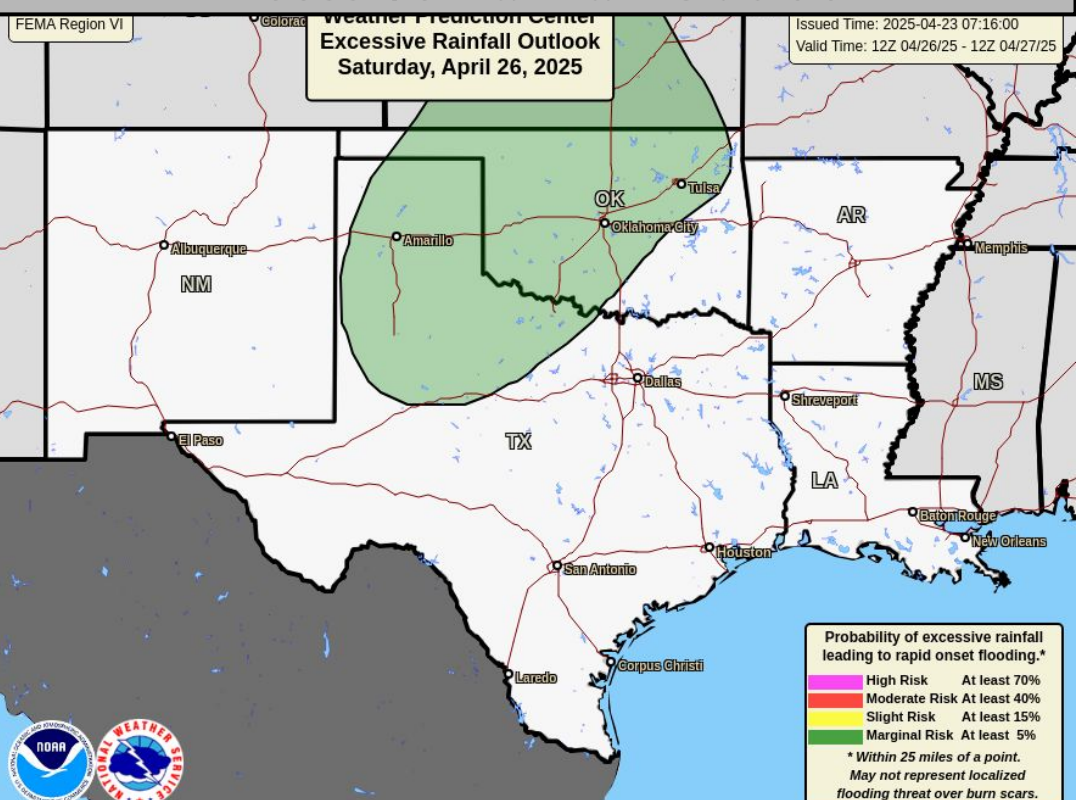 FEMA Region VI
Colorad
Weather Prediction Center
Excessive Rainfall Outlook
Saturday, April 26, 2025
Issued Time: 2025-04-23 07:16:00
Valid Time: 12Z 04/26/25 - 12Z 04/27/25
Tulsa
OK
Oklahoma City
AR
Amarillo
Albuquerque
Memphis
NM
Dallas
MS
Shreveport
El Paso
TX
LA
Baton Rouge
New Orleans
Houston
San Antonio
Corpus Christi
Laredo
Probability of excessive rainfall
leading to rapid onset flooding.*
High Risk At least 70%
Moderate Risk At least 40%
Slight Risk At least 15%
Marginal Risk At least 5%
* Within 25 miles of a point.
May not represent localized
flooding threat over burn scars.
NOAA
NATIONAL WEATHER SERVICE